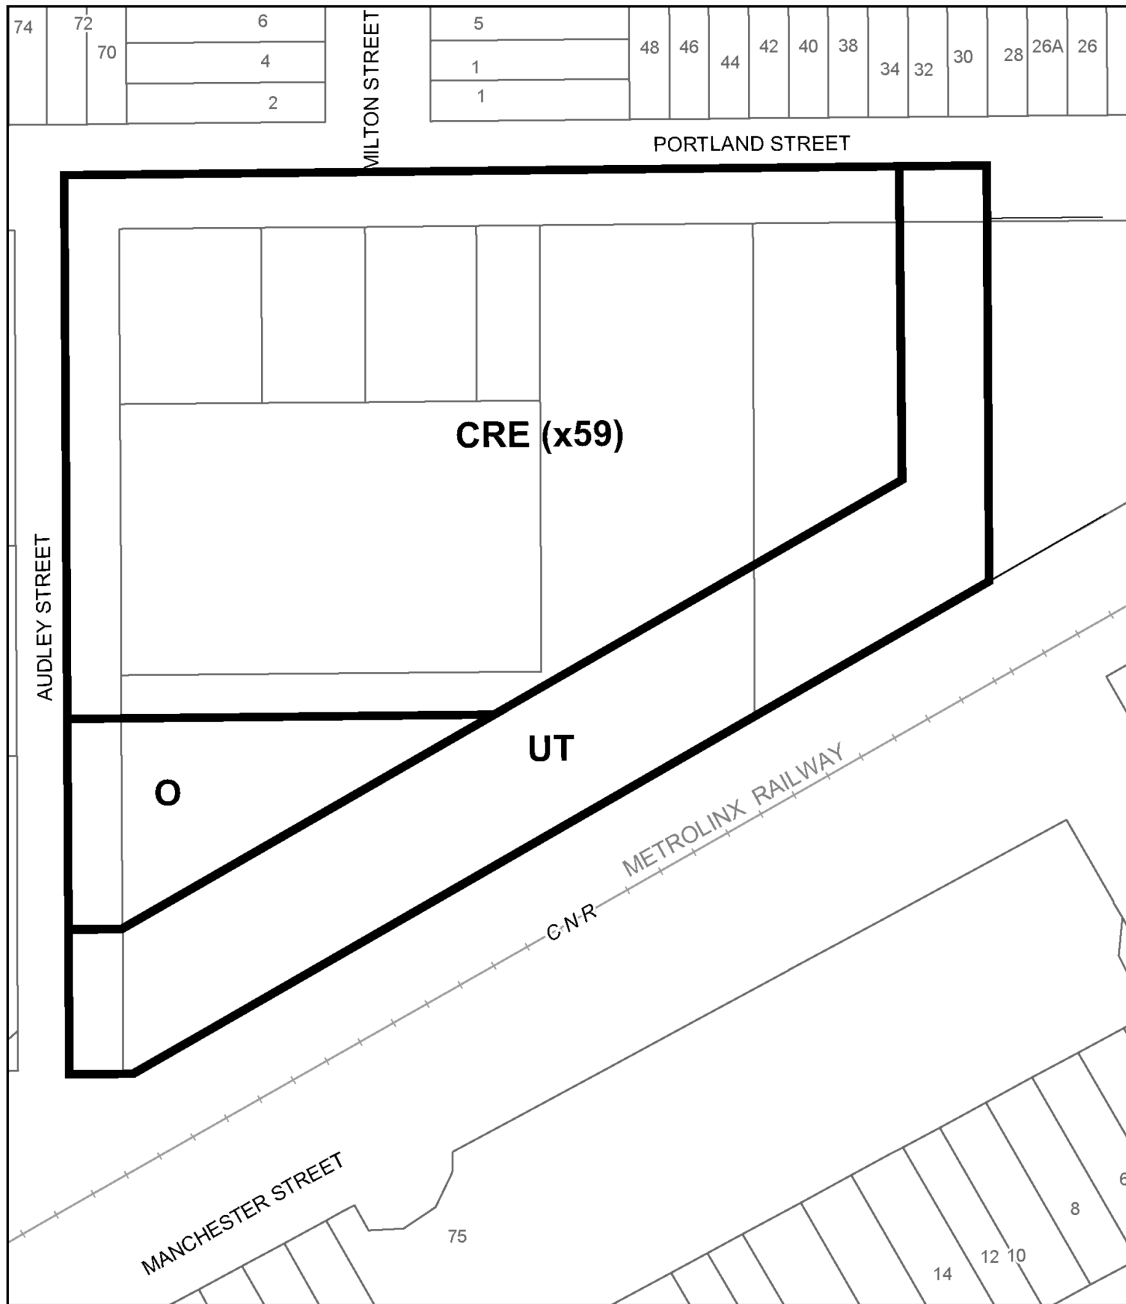 74
72
70
6
4
2
MILTON STREET
5
1
1
48
46
44
42
40
38
34
32
30
28
26A
26
PORTLAND STREET
CRE (x59)
AUDLEY STREET
UT
O
METROLINX RAILWAY
C-N-R
MANCHESTER STREET
75
14
12
10
8
6